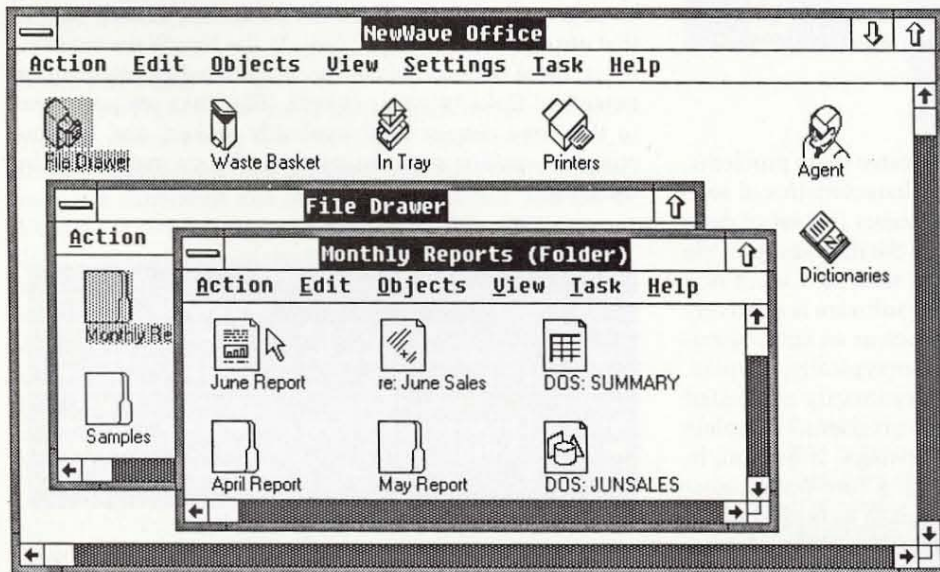 NewWave Office
Action Edit Objects View Settings Task Help
File Drawer Waste Basket In Tray Printers Agent
Dictionaries
File Drawer
Action
Monthly Re
Samples
Monthly Reports (Folder)
Action Edit Objects View Task Help
June Report re: June Sales DOS: SUMMARY
April Report May Report DOS: JUNSALES